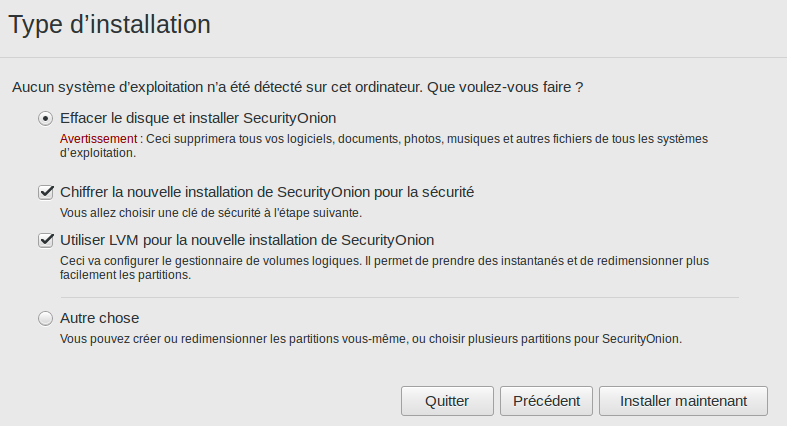 Type d’installation
Aucun système d’exploitation n’a été détecté sur cet ordinateur. Que voulez-vous faire ?
Effacer le disque et installer SecurityOnion
Avertissement : Ceci supprimera tous vos logiciels, documents, photos, musiques et autres fichiers de tous les systèmes
d’exploitation.
Chiffrer la nouvelle installation de SecurityOnion pour la sécurité
Vous allez choisir une clé de sécurité à l'étape suivante.
Utiliser LVM pour la nouvelle installation de SecurityOnion
Ceci va configurer le gestionnaire de volumes logiques. Il permet de prendre des instantanés et de redimensionner plus
facilement les partitions.
Autre chose
Vous pouvez créer ou redimensionner les partitions vous-même, ou choisir plusieurs partitions pour SecurityOnion.
Quitter
Précédent
Installer maintenant